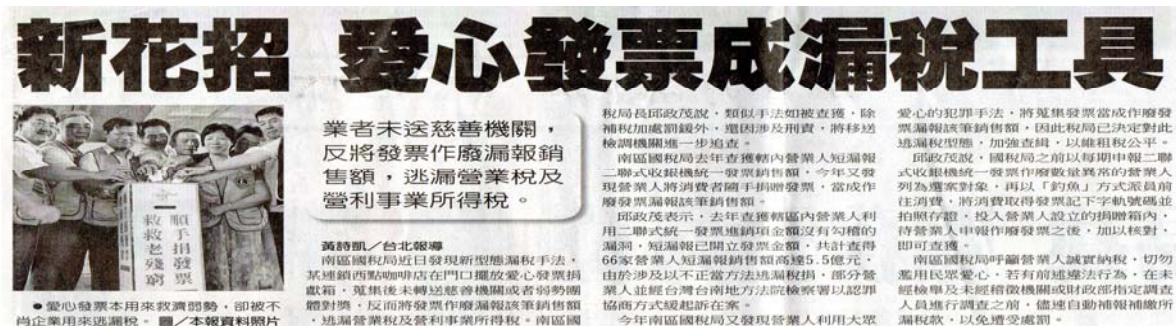 新花招 愛心發票成漏稅工具
順手捐發票
救救老殘窮
●愛心發票本用來救濟弱勢，卻被不
尚企業用來逃漏稅。 ■／本報資料照片
業者未送慈善機關，
反將發票作廢漏報銷
售額，逃漏營業稅及
營利事業所得稅。
黃詩凱／台北報導
南區國稅局近日發現新型態漏稅手法，
某連鎖西點咖啡店在門口擺放愛心發票捐
獻箱，蒐集後未轉送慈善機關或者弱勢團
體對獎，反而將發票作廢漏報該筆銷售額
，逃漏營業稅及營利事業所得稅。南區國
稅局長邱政茂說，類似手法如被查獲，除
補稅加處罰鍰外，還因涉及刑責，將移送
檢調機關進一步追查。
南區國稅局去年查獲轄內營業人短漏報
二聯式收銀機統一發票銷售額，今年又發
現營業人將消費者隨手捐贈發票，當成作
廢發票漏報該筆銷售額。
邱政茂表示，去年查獲轄區內營業人利
用二聯式統一發票進銷項金額沒有勾稽的
漏洞，短漏報已開立發票金額，共計查得
66家營業人短漏報銷售額高達5.5億元，
由於涉及以不正當方法逃漏稅捐，部分營
業人並經台灣台南地方法院檢察署以認罪
協商方式緩起訴在案。
今年南區國稅局又發現營業人利用大眾
愛心的犯罪手法，將蒐集發票當成作廢發
票漏報該筆銷售額，因此稅局已決定對此
逃漏稅型態，加強查緝，以維租稅公平。
邱政茂說，國稅局之前以每期申報二聯
式收銀機統一發票作廢數量異常的營業人
列為選案對象，再以「釣魚」方式派員前
往消費，將消費取得發票記下字軌號碼並
拍照存證，投入營業人設立的捐贈箱內，
待營業人申報作廢發票之後，加以核對，
即可查獲。
南區國稅局呼籲營業人誠實納稅，切勿
濫用民眾愛心，若有前述違法行為，在未
經檢舉及未經稽徵機關或財政部指定調查
人員進行調查之前，儘速自動補報補繳所
漏稅款，以免遭受處罰。